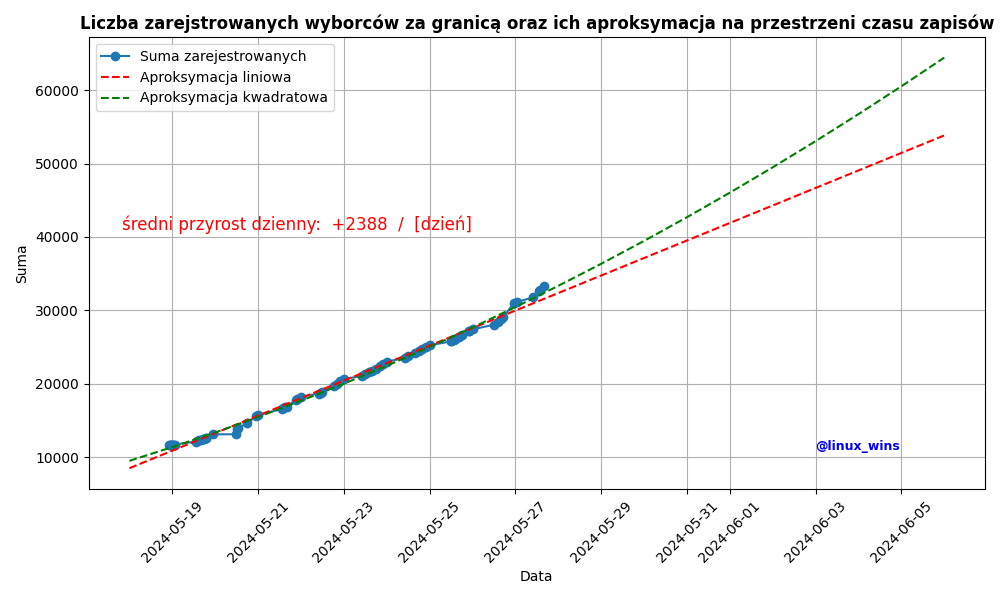 Liczba zarejstrowanych wyborców za granicą oraz ich aproksymacja na przestrzeni czasu zapisów
Suma zarejestrowanych
Aproksymacja liniowa
Aproksymacja kwadratowa
60000
50000
40000
30000
20000
10000
Suma
średni przyrost dzienny: +2388 / [dzień]
@linux_wins
2024-05-19
2024-05-21
2024-05-23
2024-05-25
2024-05-27
2024-05-29
2024-05-31
2024-06-01
2024-06-03
2024-06-05
Data